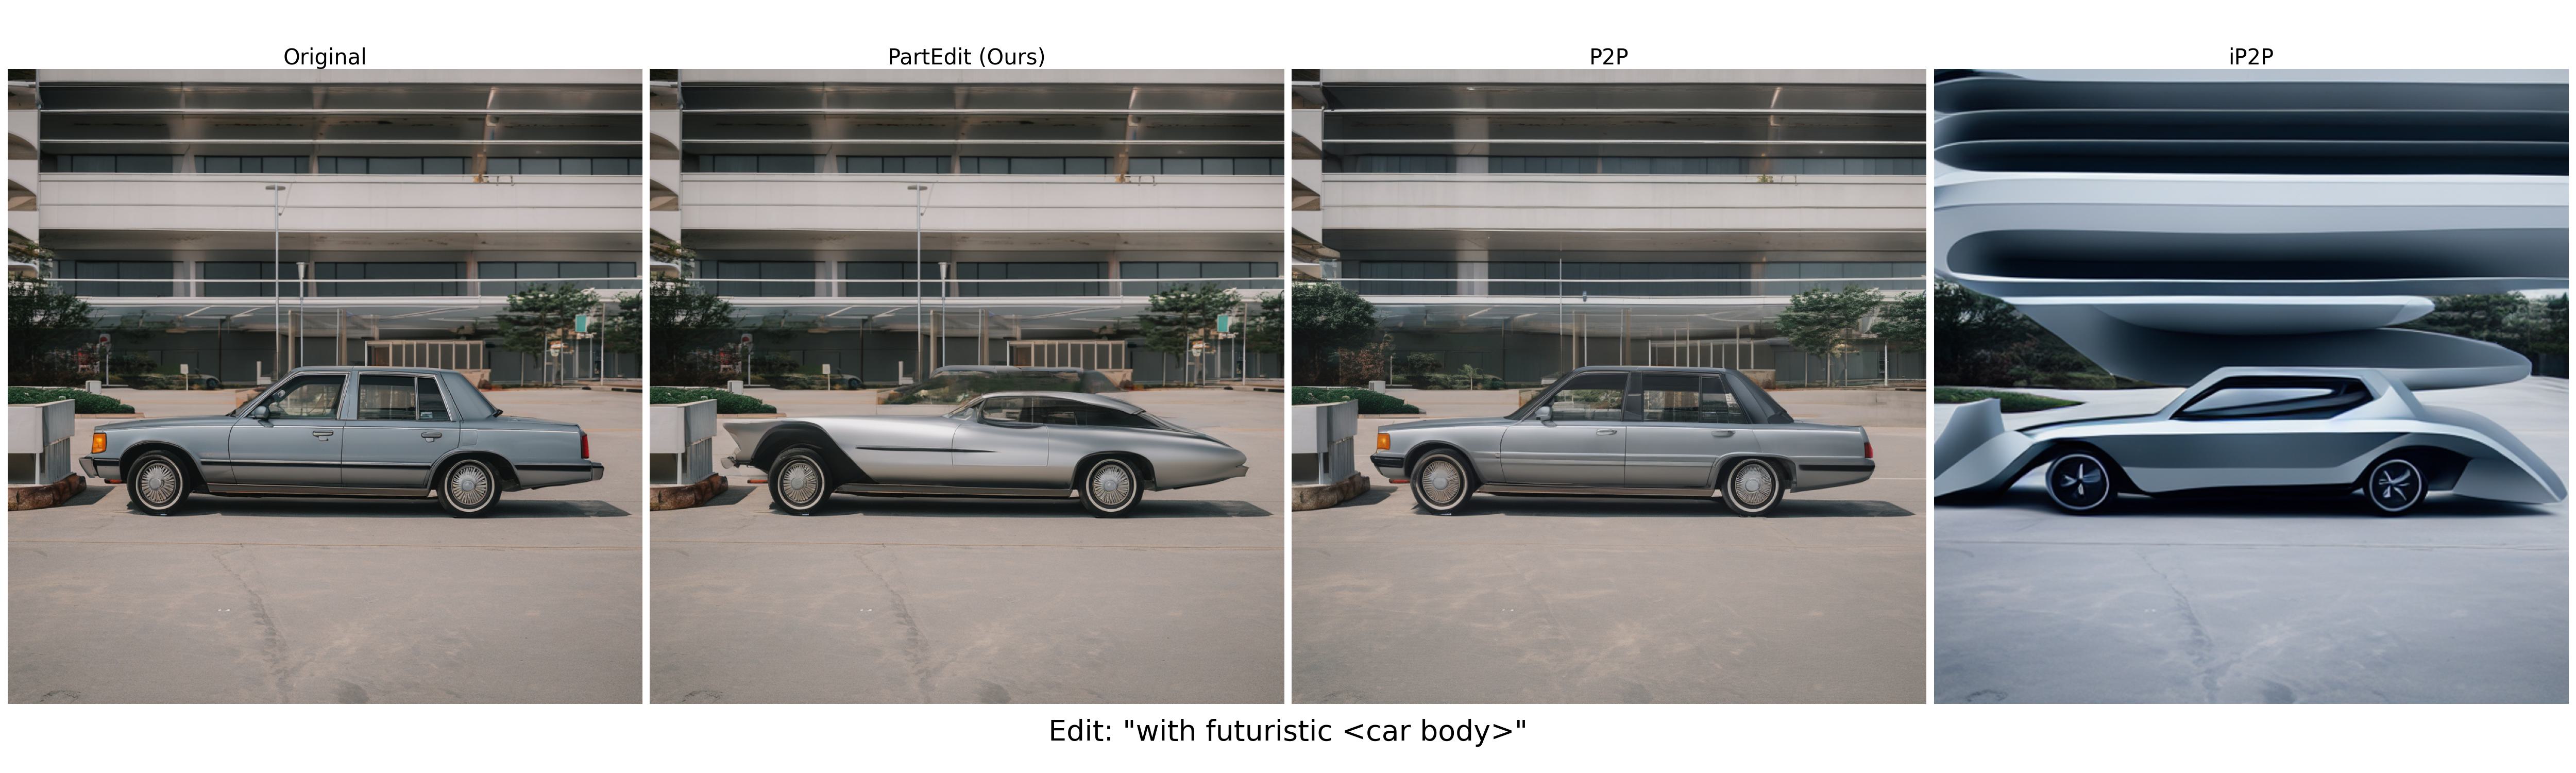 Original
PartEdit (Ours)
P2P
iP2P
Edit: "with futuristic <car body>"